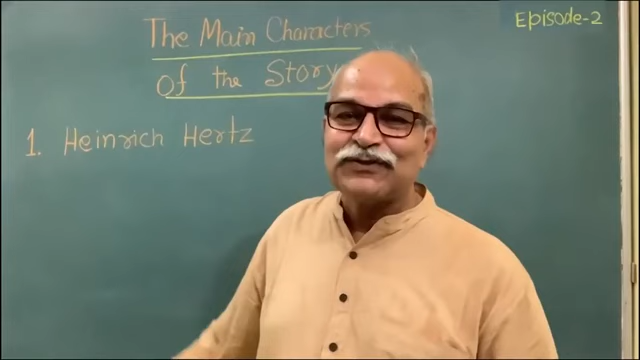 Episode-2
The Main Characters
Of the Story
1. Heinrich Hertz